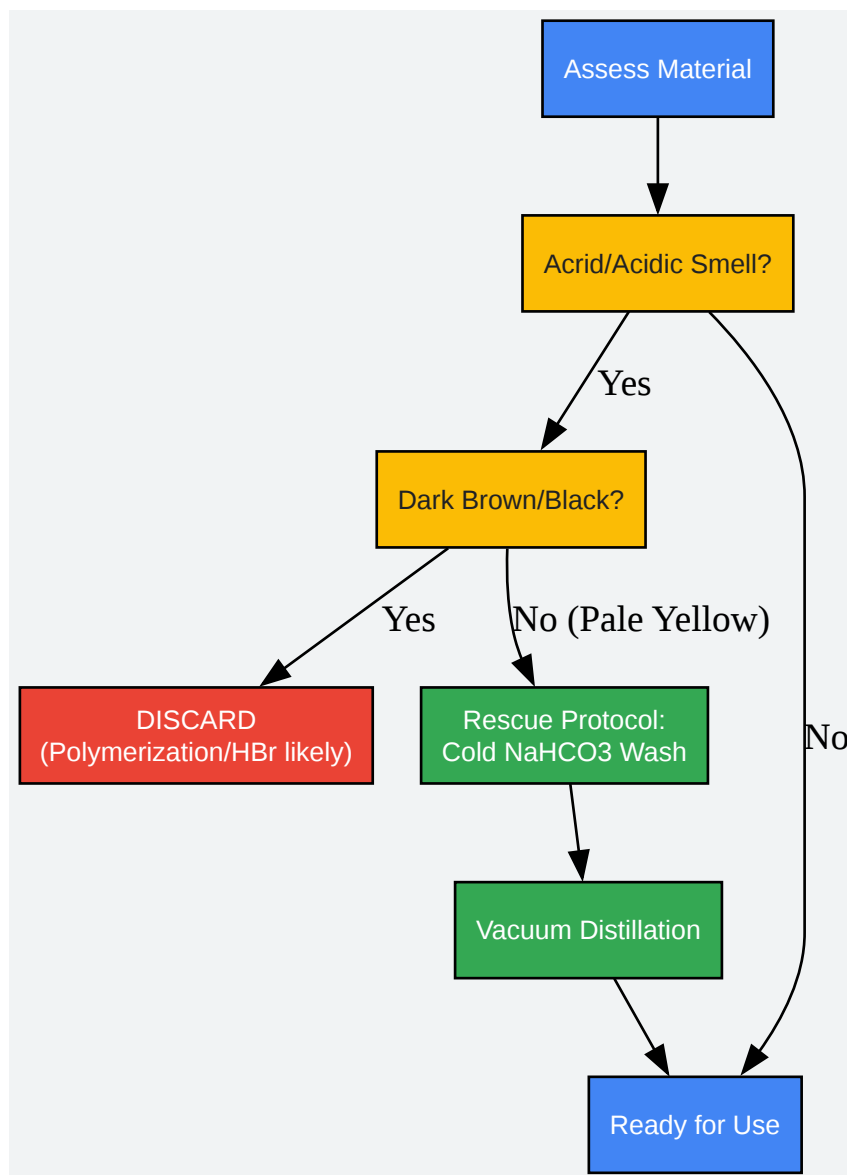 Assess Material
Acrid/Acidic Smell?
Yes
Dark Brown/Black?
Yes
No (Pale Yellow)
DISCARD
(Polymerization/HBr likely)
Rescue Protocol:
Cold NaHCO3 Wash
No
Vacuum Distillation
Ready for Use